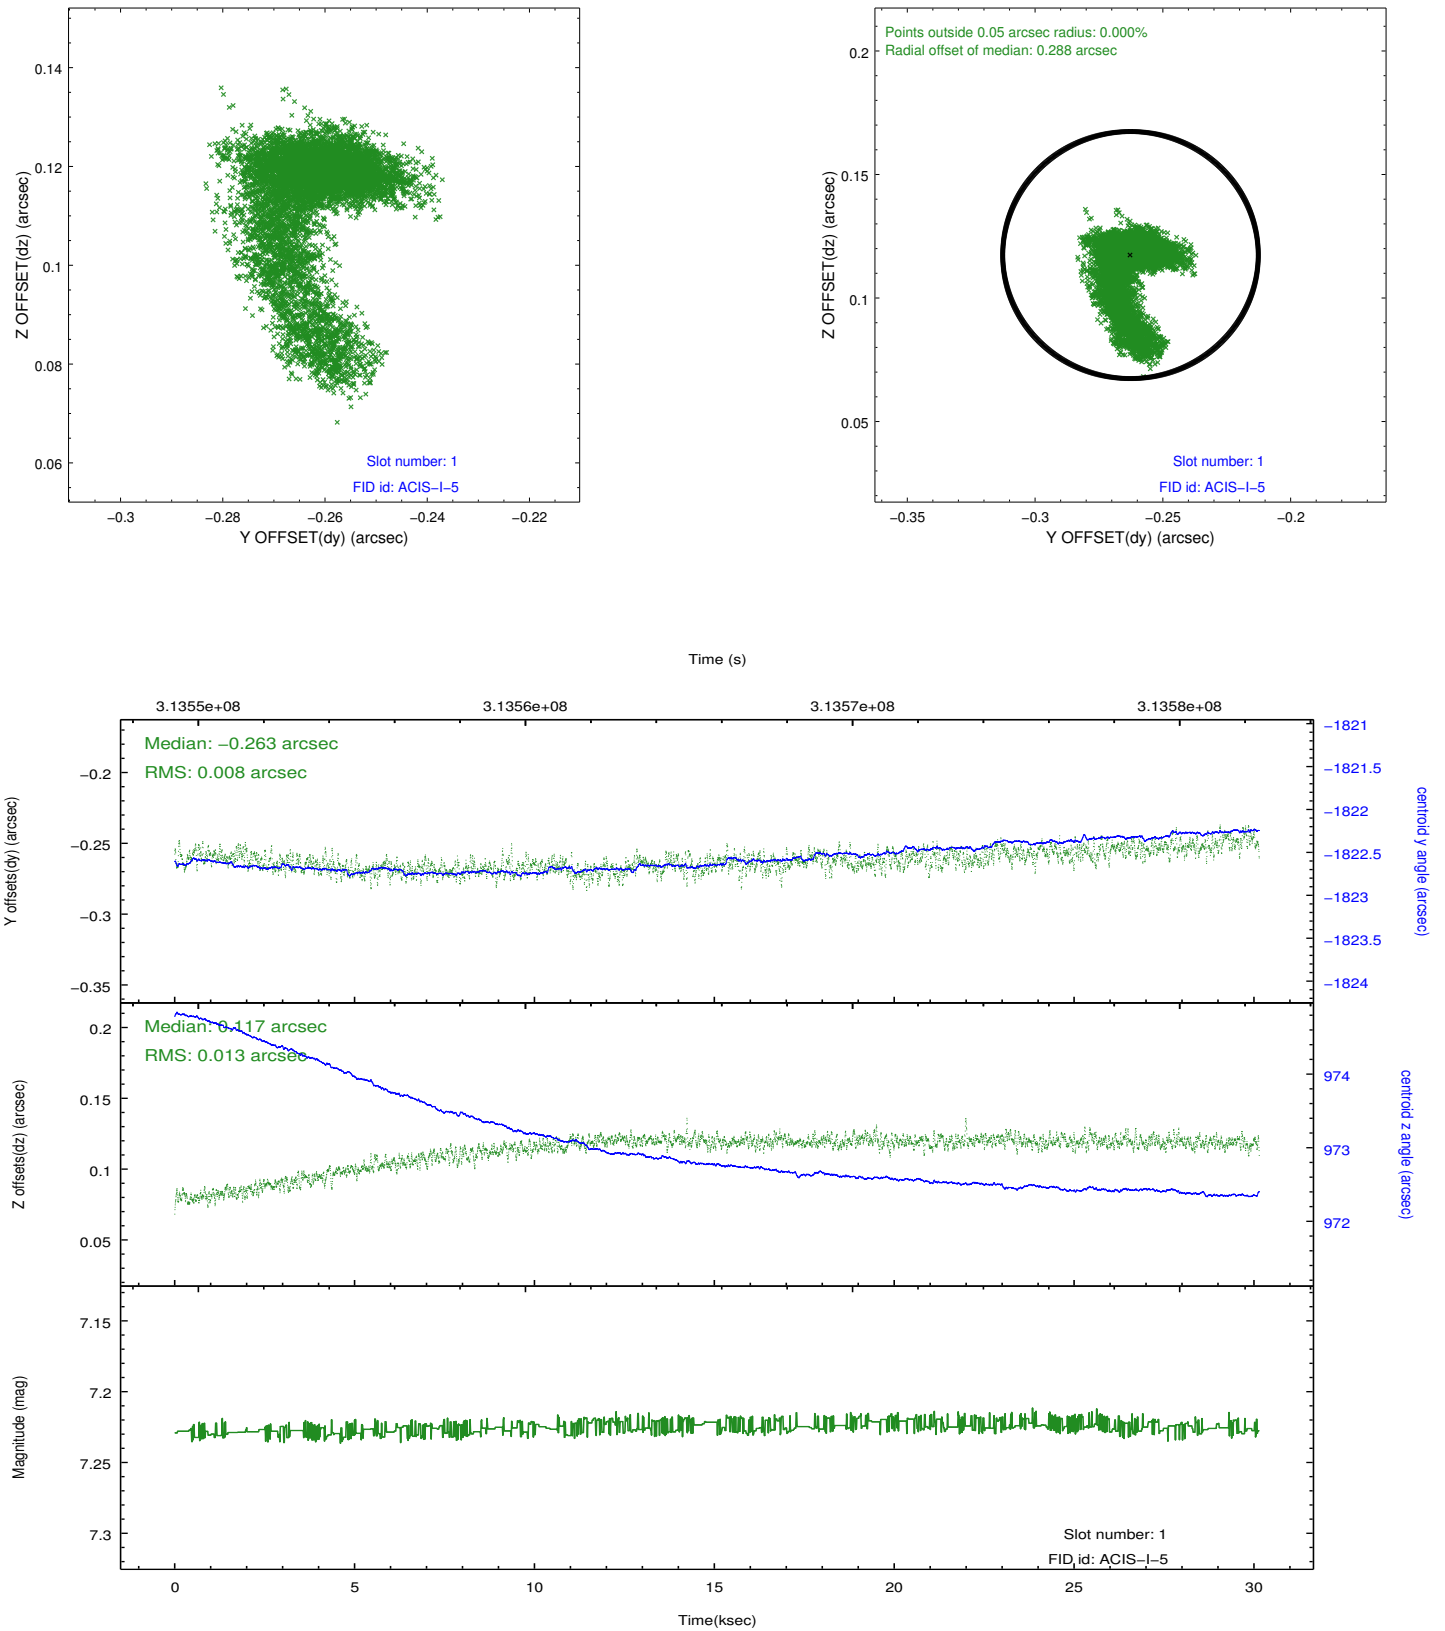 0.14
0.12
0.1
0.08
0.06
Z OFFSET(dz) (arcsec)
Slot number: 1
FID id: ACIS−I−5
−0.3
−0.28
−0.26
−0.24
−0.22
Y OFFSET(dy) (arcsec)
Points outside 0.05 arcsec radius: 0.000%
Radial offset of median: 0.288 arcsec
0.2
0.15
0.1
0.05
Z OFFSET(dz) (arcsec)
Slot number: 1
FID id: ACIS−I−5
−0.35
−0.3
−0.25
−0.2
Y OFFSET(dy) (arcsec)
Time (s)
3.1355e+08
3.1356e+08
3.1357e+08
3.1358e+08
Median: −0.263 arcsec
RMS: 0.008 arcsec
−0.2
−0.25
−0.3
−0.35
Y offsets(dy) (arcsec)
−1821
−1821.5
−1822
−1822.5
−1823
−1823.5
−1824
centroid y angle (arcsec)
Median: 0.117 arcsec
RMS: 0.013 arcsec
0.2
0.15
0.1
0.05
Z offsets(dz) (arcsec)
974
973
972
centroid z angle (arcsec)
7.15
7.2
7.25
7.3
Magnitude (mag)
Slot number: 1
FID id: ACIS−I−5
0
5
10
15
20
25
30
Time(ksec)